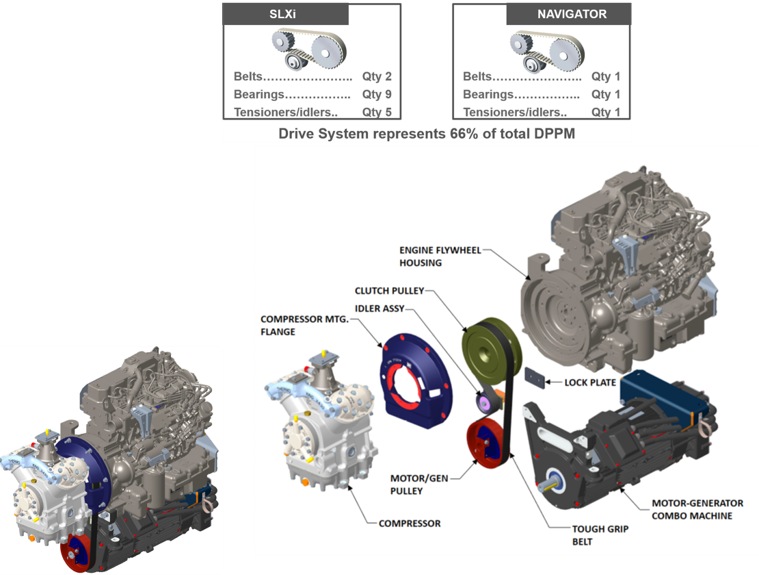 SLXi
Belts..................... Qty 2
Bearings................ Qty 9
Tensioners/idlers.. Qty 5
NAVIGATOR
Belts..................... Qty 1
Bearings................ Qty 1
Tensioners/idlers.. Qty 1
Drive System represents 66% of total DPPM
ENGINE FLYWHEEL
HOUSING
CLUTCH PULLEY
IDLER ASSY
COMPRESSOR MTG.
FLANGE
LOCK PLATE
MOTOR/GEN
PULLEY
COMPRESSOR
TOUGH GRIP
BELT
MOTOR-GENERATOR
COMBO MACHINE